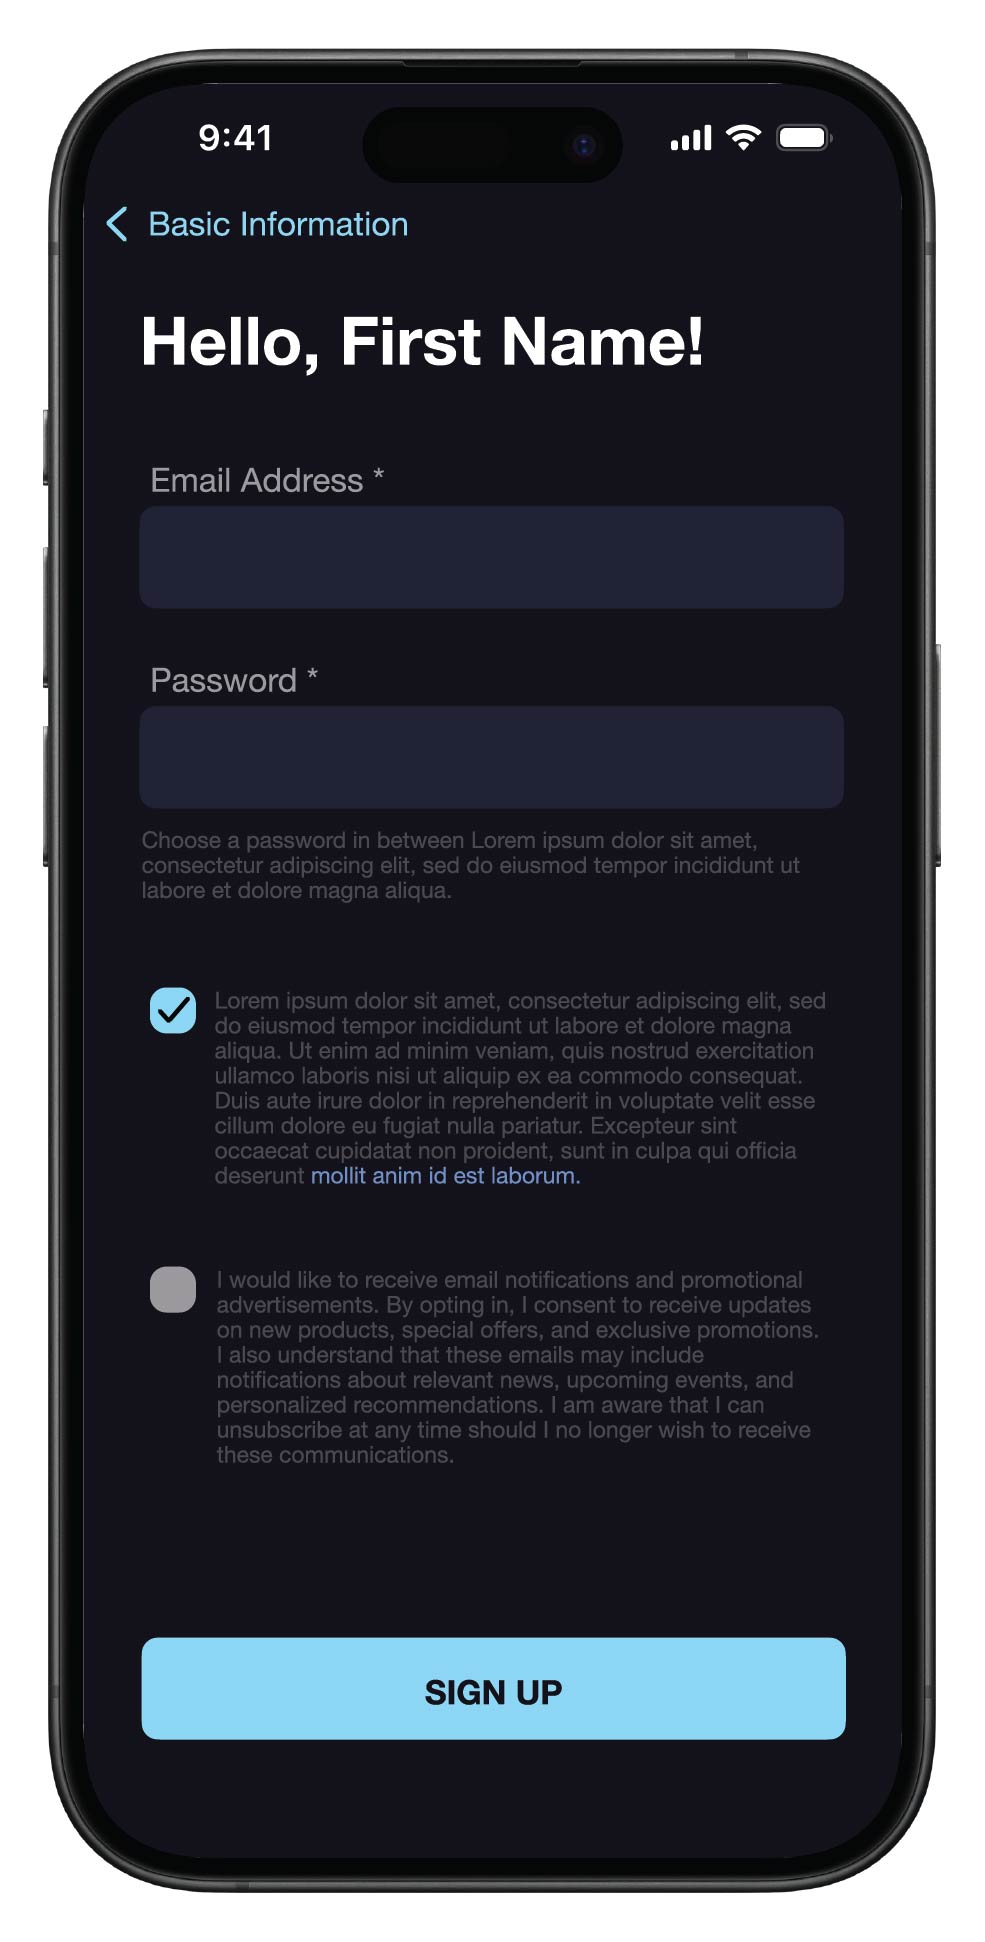 9:41
Basic Information
Hello, First Name!
Email Address *
Password *
Choose a password in between Lorem ipsum dolor sit amet,
consectetur adipiscing elit, sed do eiusmod tempor incididunt ut
labore et dolore magna aliqua.
Lorem ipsum dolor sit amet, consectetur adipiscing elit, sed
do eiusmod tempor incididunt ut labore et dolore magna
aliqua. Ut enim ad minim veniam, quis nostrud exercitation
ullamco laboris nisi ut aliquip ex ea commodo consequat.
Duis aute irure dolor in reprehenderit in voluptate velit esse
cillum dolore eu fugiat nulla pariatur. Excepteur sint
occaecat cupidatat non proident, sunt in culpa qui officia
deserunt mollit anim id est laborum.
I would like to receive email notifications and promotional
advertisements. By opting in, I consent to receive updates
on new products, special offers, and exclusive promotions.
I also understand that these emails may include
notifications about relevant news, upcoming events, and
personalized recommendations. I am aware that I can
unsubscribe at any time should I no longer wish to receive
these communications.
SIGN UP